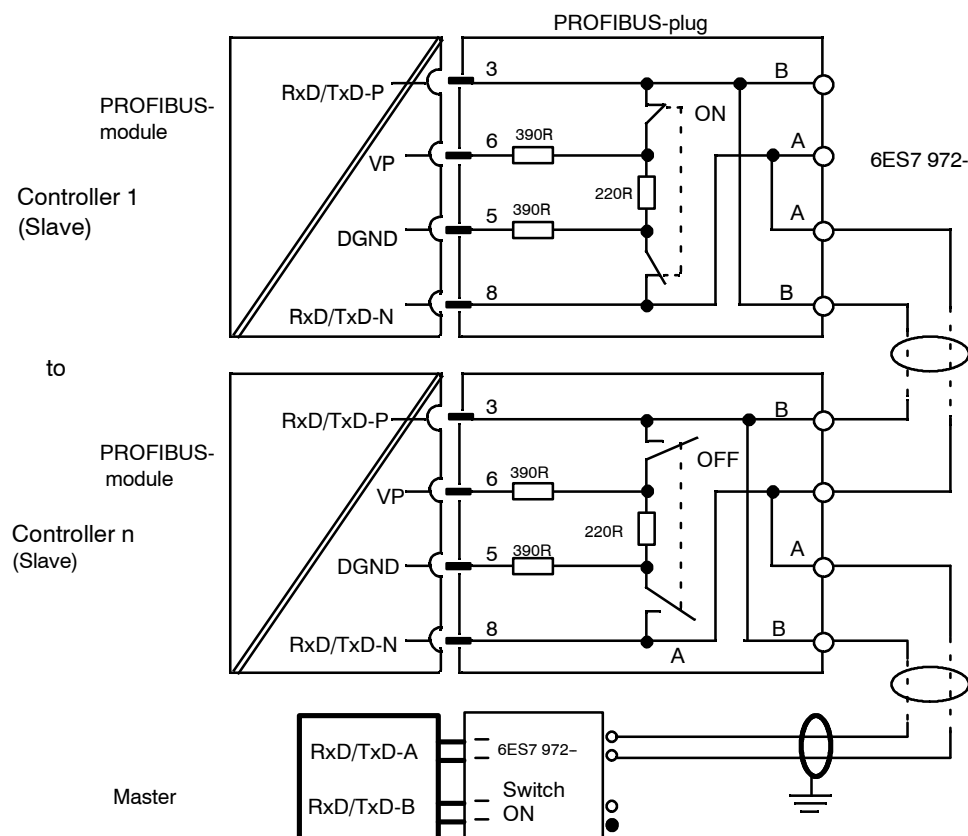 PROFIBUS-plug
PROFIBUS-
module
Controller 1
(Slave)
RxD/TxD-P
VP
DGND
RxD/TxD-N
3
6
5
8
390R
390R
220R
ON
B
A
A
B
6ES7 972-
to
PROFIBUS-
module
Controller n
(Slave)
RxD/TxD-P
VP
DGND
RxD/TxD-N
3
6
5
8
390R
390R
220R
OFF
B
A
B
A
Master
RxD/TxD-A
RxD/TxD-B
6ES7 972–
Switch
ON